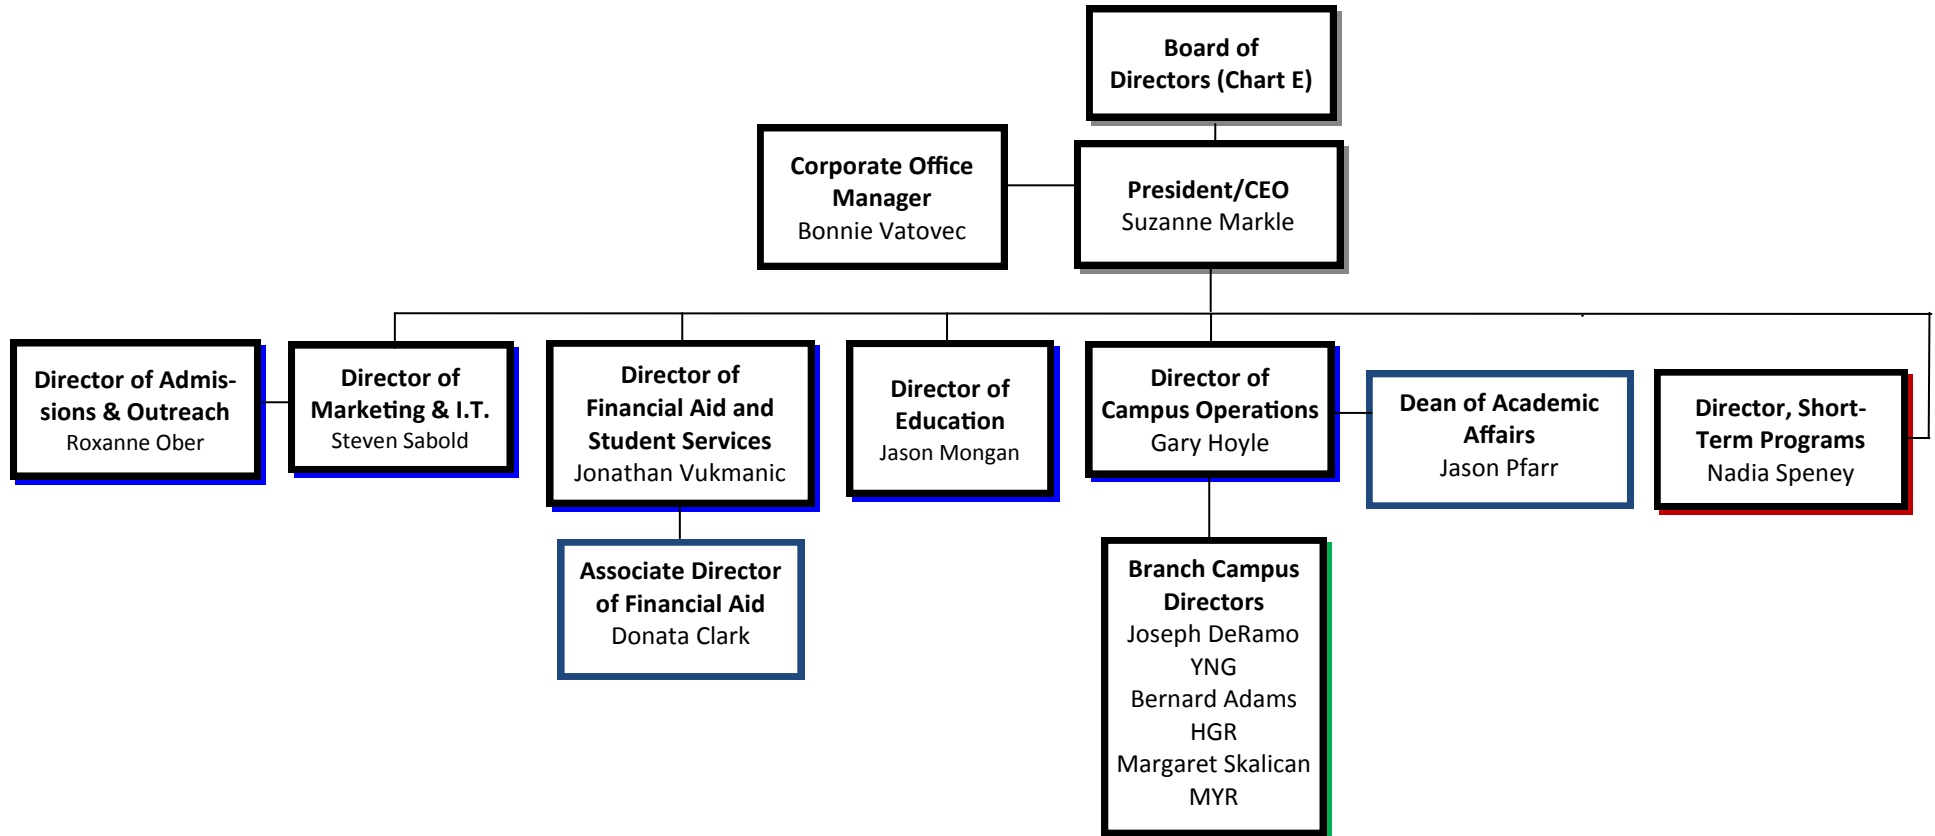 Board of
Directors (Chart E)
Corporate Office
Manager
Bonnie Vatovec
President/CEO
Suzanne Markle
Director of Admis-
sions & Outreach
Roxanne Ober
Director of
Marketing & I.T.
Steven Sabold
Director of
Financial Aid and
Student Services
Jonathan Vukmanic
Director of
Education
Jason Mongan
Director of
Campus Operations
Gary Hoyle
Dean of Academic
Affairs
Jason Pfarr
Director, Short-
Term Programs
Nadia Speney
Associate Director
of Financial Aid
Donata Clark
Branch Campus
Directors
Joseph DeRamo
YNG
Bernard Adams
HGR
Margaret Skalican
MYR